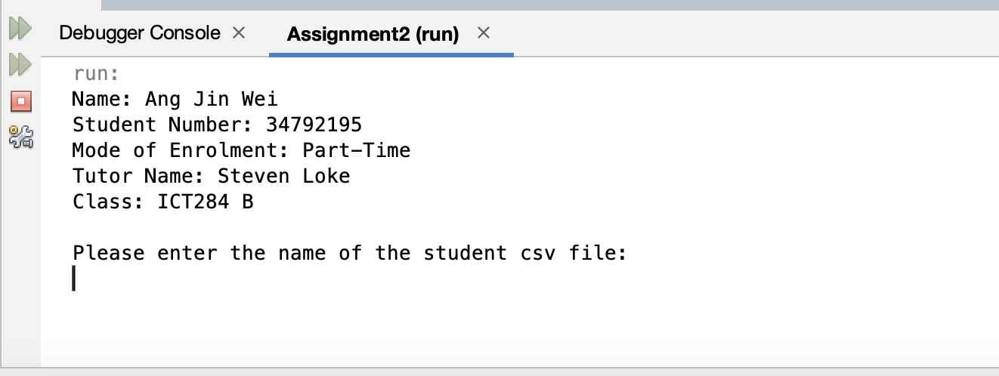 Debugger Console
Assignment2 (run)
run:
Name: Ang Jin Wei
Student Number: 34792195
Mode of Enrolment: Part-Time
Tutor Name: Steven Loke
Class: ICT284 B
Please enter the name of the student csv file: